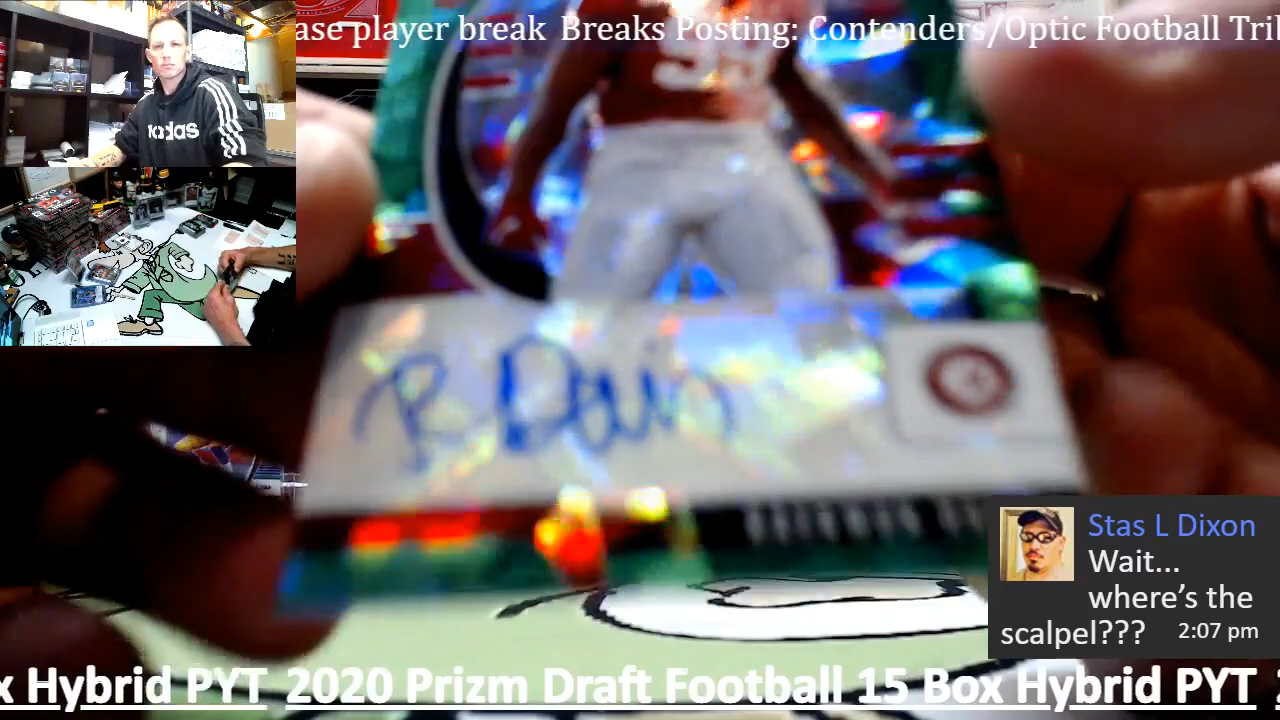 ase player break Breaks Posting: Contenders/Optic Football Tri
adidas
R Davis
Stas L Dixon
Wait...
where's the
scalpel??? 2:07 pm
x Hybrid PYT 2020 Prizm Draft Football 15 Box Hybrid PYT